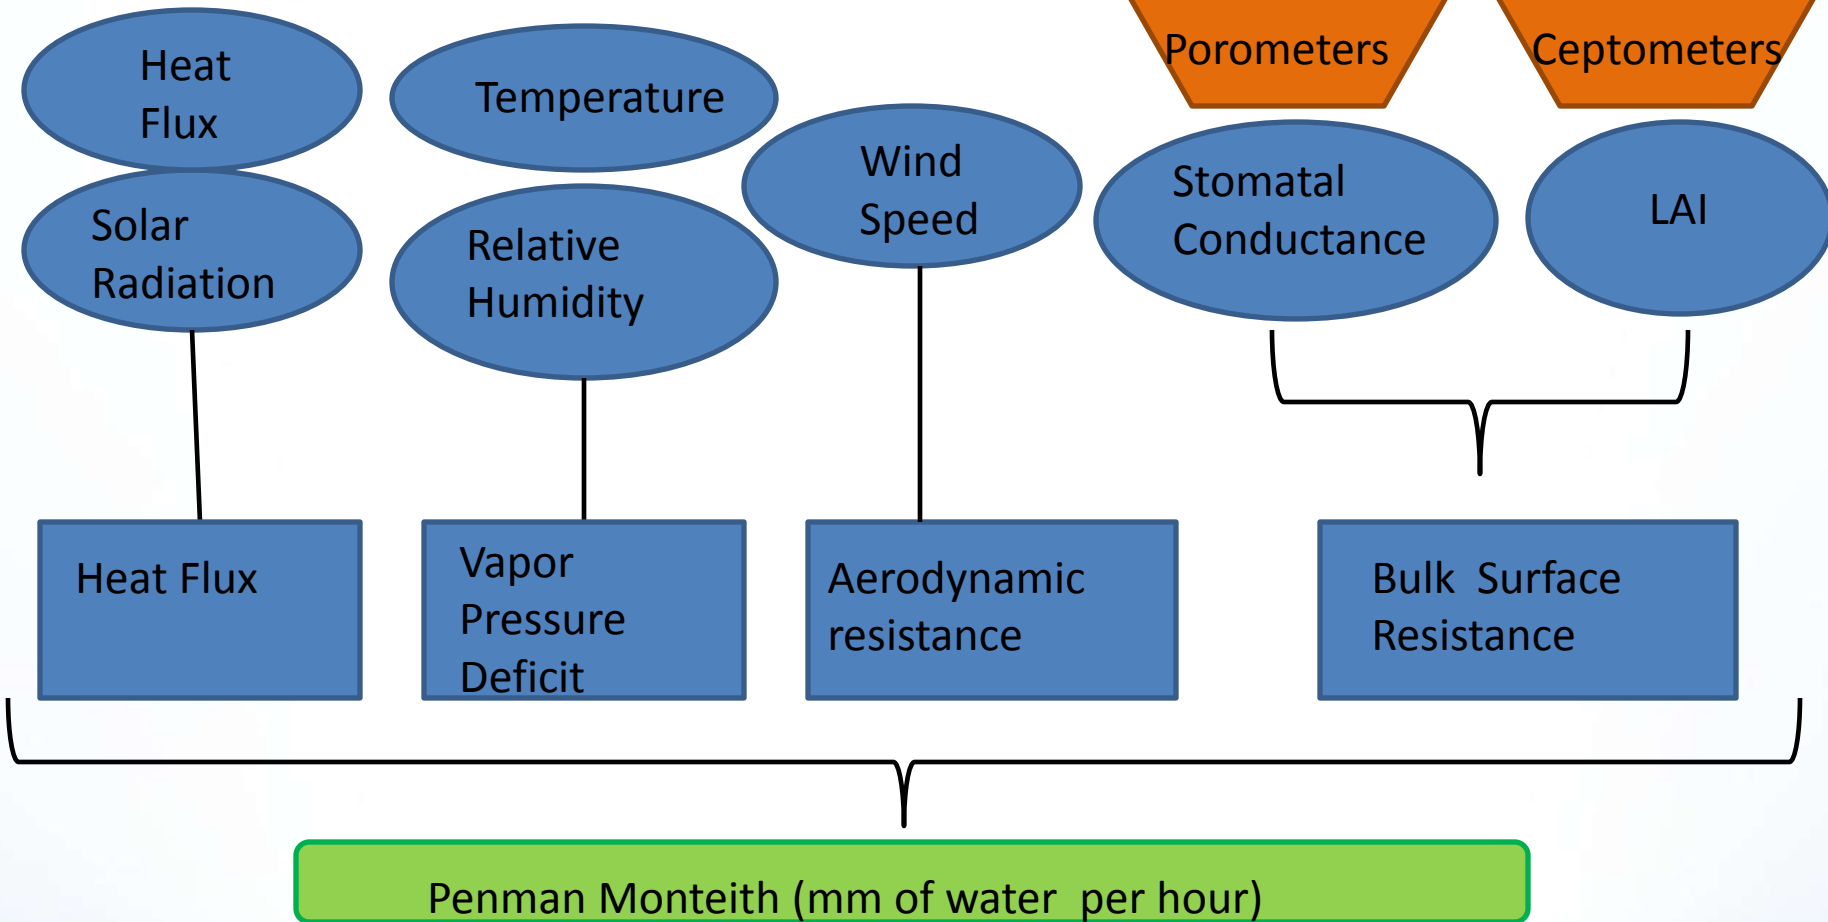 Heat
Flux
Temperature
Porometers
Ceptometers
Solar
Radiation
Relative
Humidity
Wind
Speed
Stomatal
Conductance
LAI
Heat Flux
Vapor
Pressure
Deficit
Aerodynamic
resistance
Bulk  Surface
Resistance
Penman Monteith (mm of water  per hour)